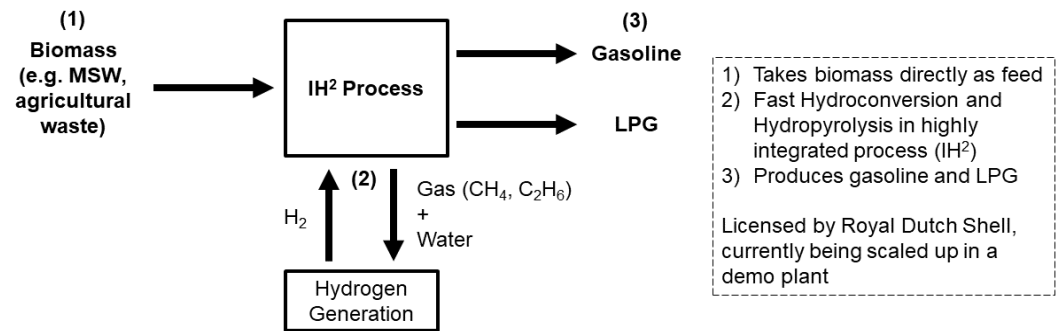 (1)
Biomass
(e.g. MSW,
agricultural
waste)
IH² Process
(3)
Gasoline
LPG
(2)
H₂
Gas (CH₄, C₂H₆)
+
Water
Hydrogen
Generation
1) Takes biomass directly as feed
2) Fast Hydroconversion and
Hydropyrolysis in highly
integrated process (IH²)
3) Produces gasoline and LPG
Licensed by Royal Dutch Shell,
currently being scaled up in a
demo plant